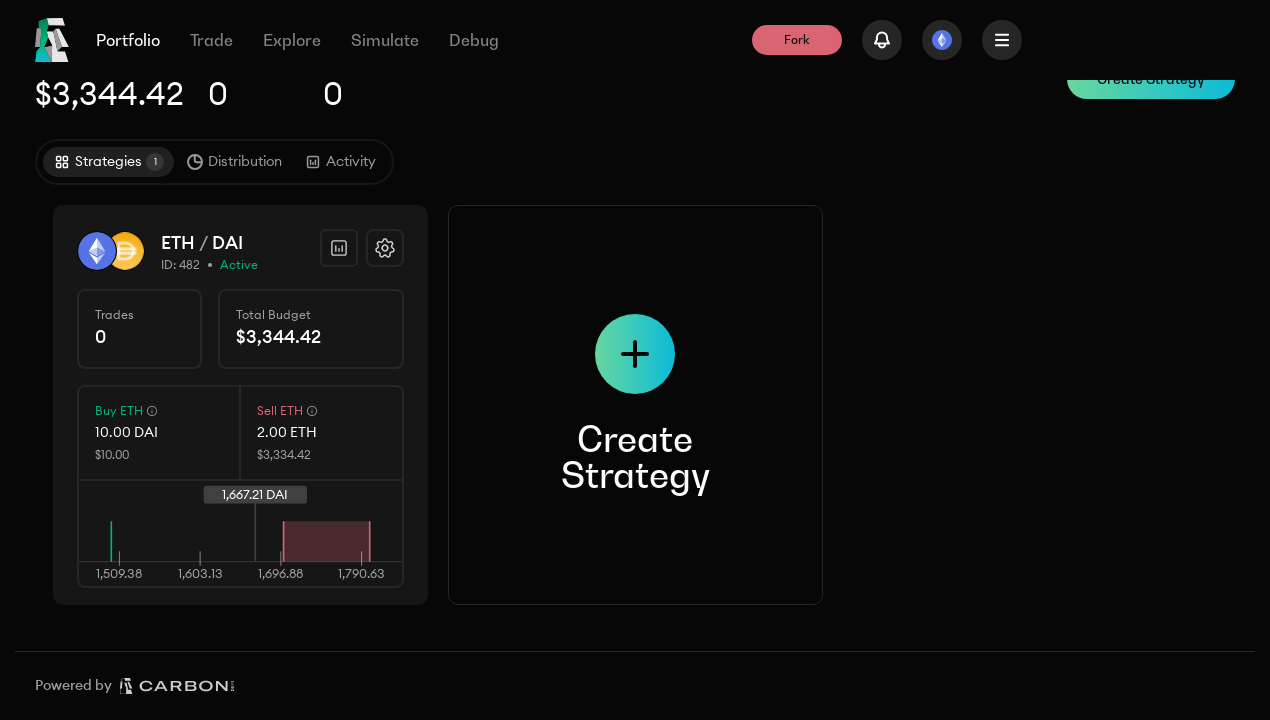 Portfolio Trade Explore Simulate Debug Fork
$3,344.42 0 0
Create Strategy
Strategies 1 Distribution Activity
ETH / DAI
ID: 482 • Active
Trades
0
Total Budget
$3,344.42
Buy ETH
10.00 DAI
$10.00
Sell ETH
2.00 ETH
$3,334.42
1,667.21 DAI
1,509.38 1,603.13 1,696.88 1,790.63
Create
Strategy
Powered by CARBON DEFI